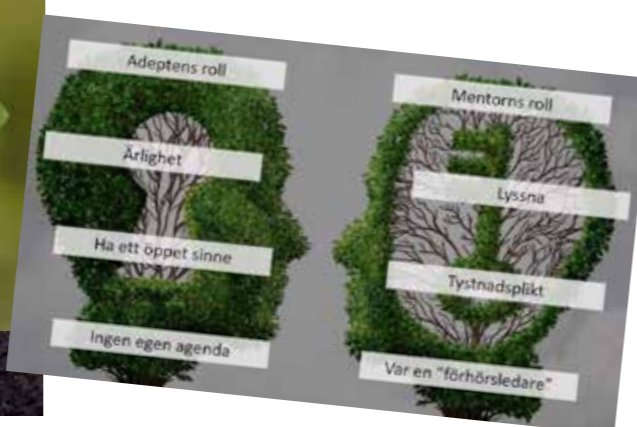 Adeptens roll
Ärlighet
Ha ett öppet sinne
Ingen egen agenda
Mentorns roll
Lyssna
Tystnadsplikt
Var en "förhörsledare"